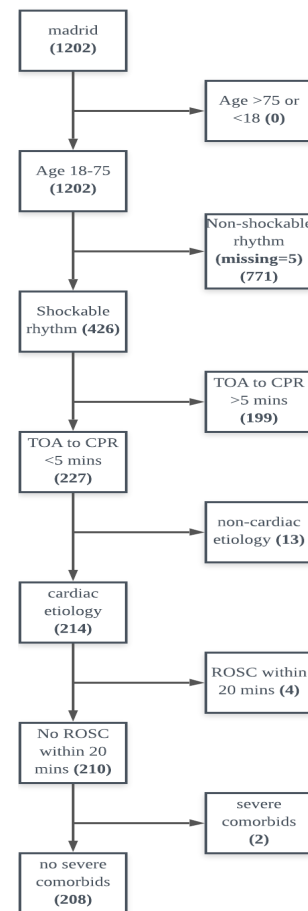 madrid
(1202)
Age >75 or
<18 (0)
Age 18-75
(1202)
Non-shockable
rhythm
(missing=5)
(771)
Shockable
rhythm (426)
TOA to CPR
>5 mins
(199)
TOA to CPR
<5 mins
(227)
non-cardiac
etiology (13)
cardiac
etiology
(214)
ROSC within
20 mins (4)
No ROSC
within 20
mins (210)
severe
comorbids
(2)
no severe
comorbids
(208)